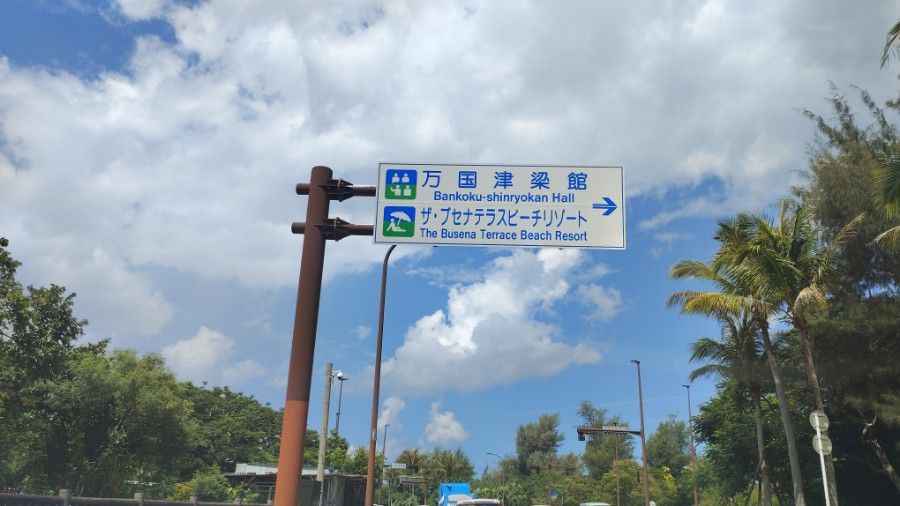 万国津梁館
Bankoku-shinryokan Hall
ザ・ブセナテラスビーチリゾート
The Busena Terrace Beach Resort